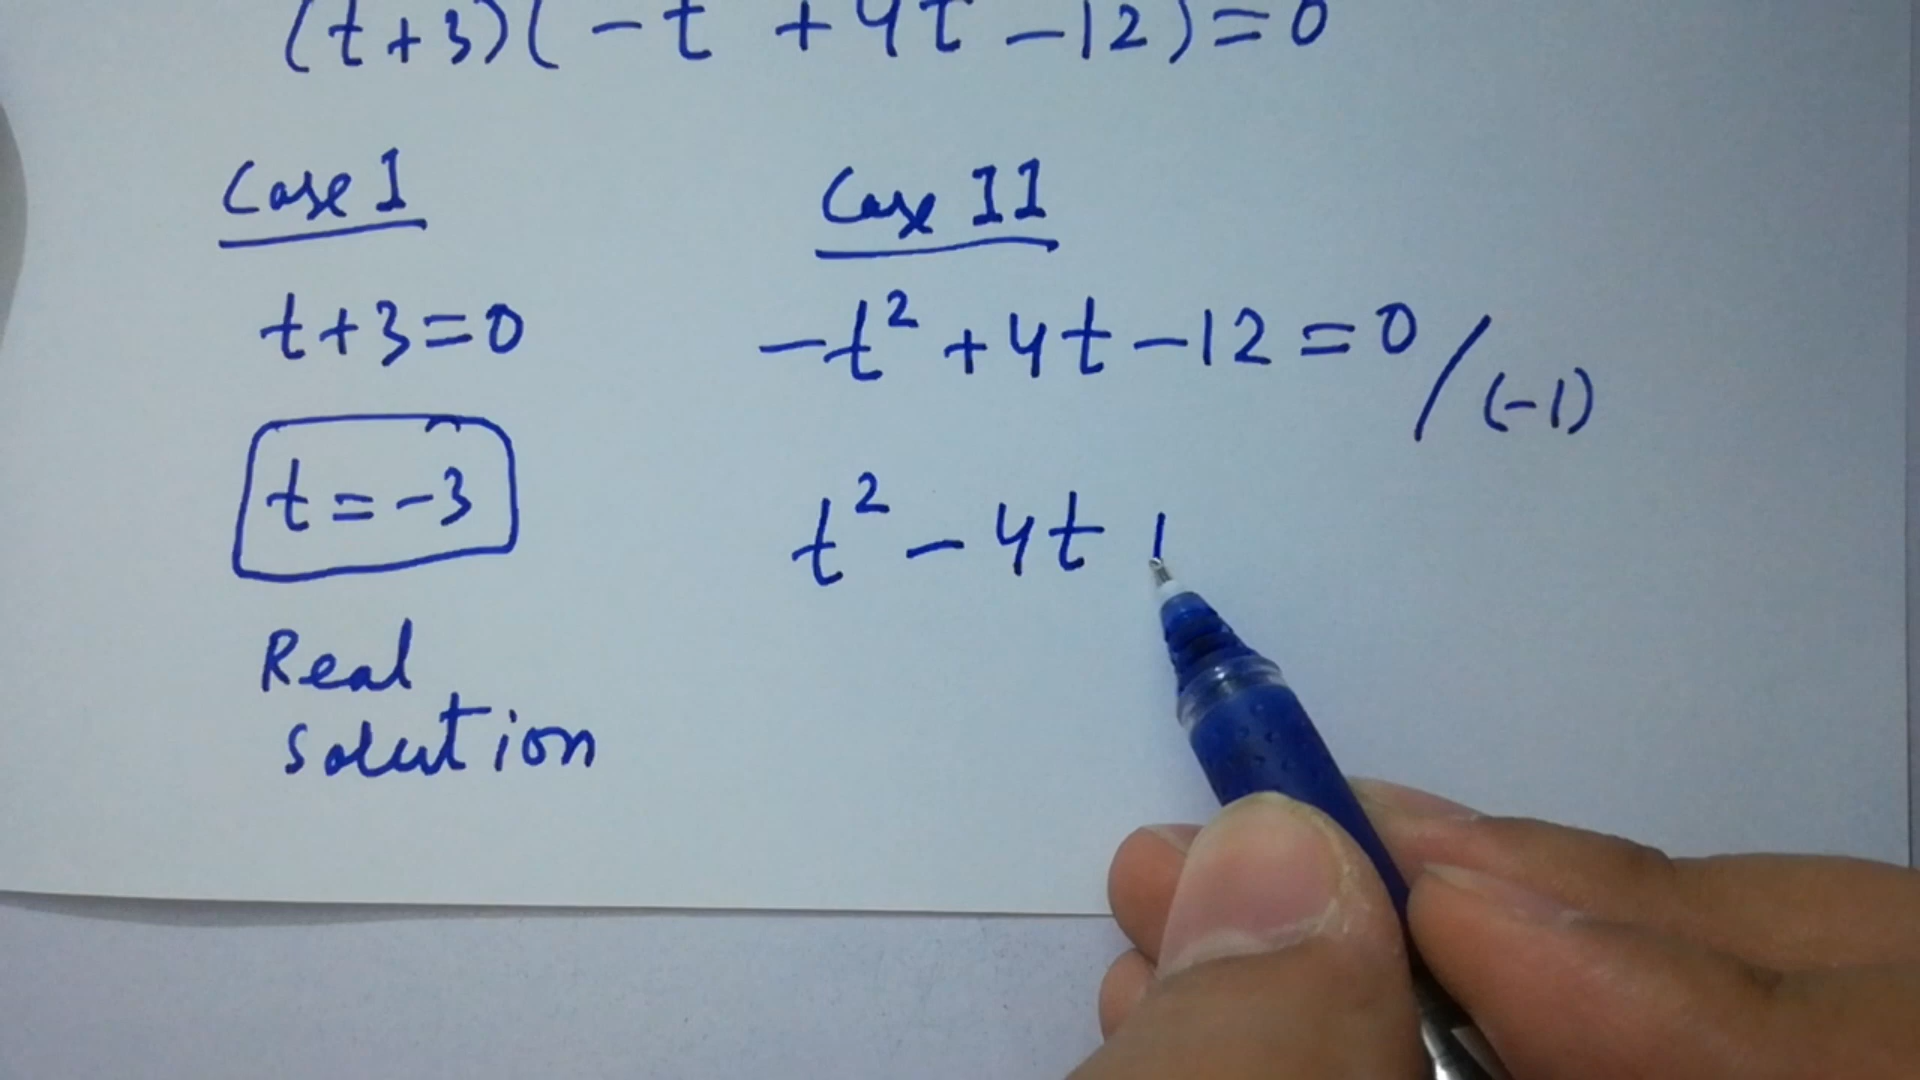 (t+3)(-t +4t-12)=0
Case I
t+3=0
t=-3
Real
solution
Case II
-t²+4t-12=0/(-1)
t²-4t